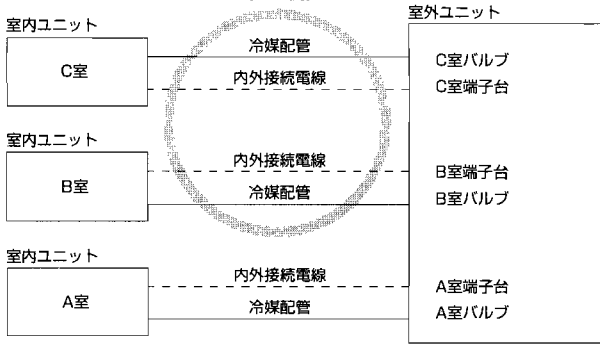 室外ユニット
室内ユニット
C室
冷媒配管
内外接続電線
C室バルブ
C室端子台
室内ユニット
B室
内外接続電線
冷媒配管
B室端子台
B室バルブ
室内ユニット
A室
内外接続電線
冷媒配管
A室端子台
A室バルブ